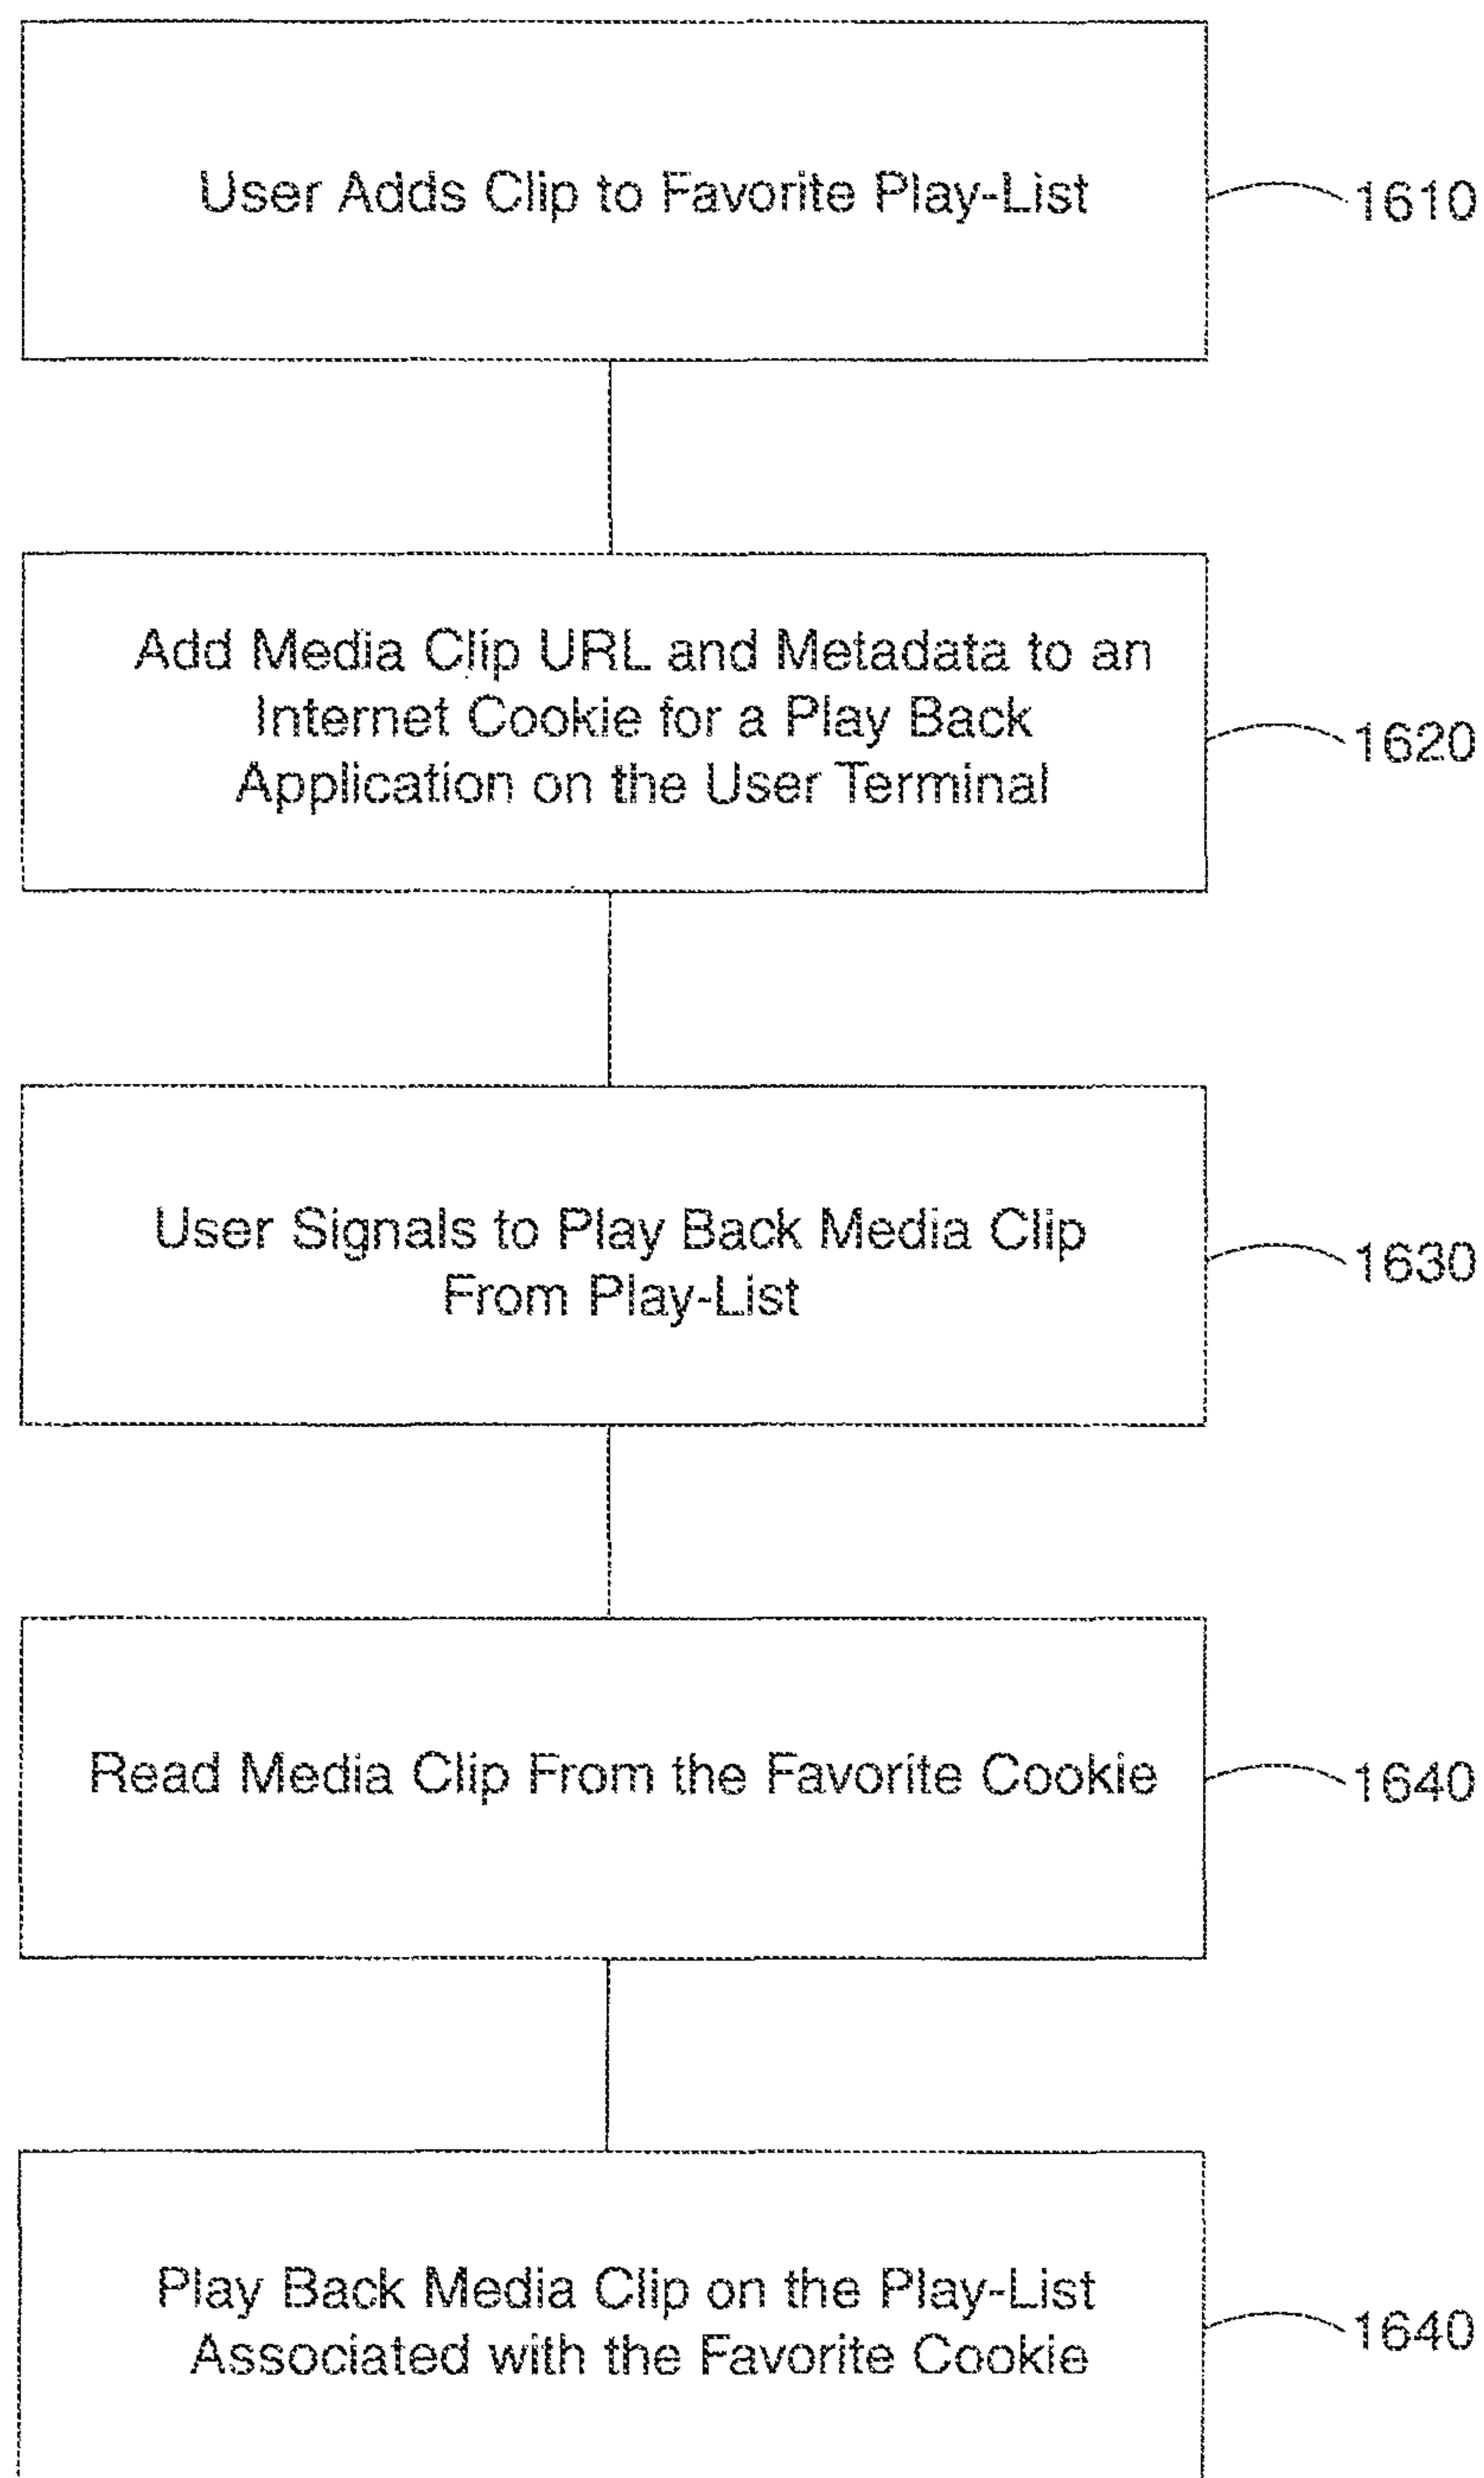 User Adds Clip to Favorite Play-List
1610
Add Media Clip URL and Metadata to an
Internet Cookie for a Play Back
Application on the User Terminal
1620
User Signals to Play Back Media Clip
From Play-List
1630
Read Media Clip From the Favorite Cookie
1640
Play Back Media Clip on the Play-List
Associated with the Favorite Cookie
1640